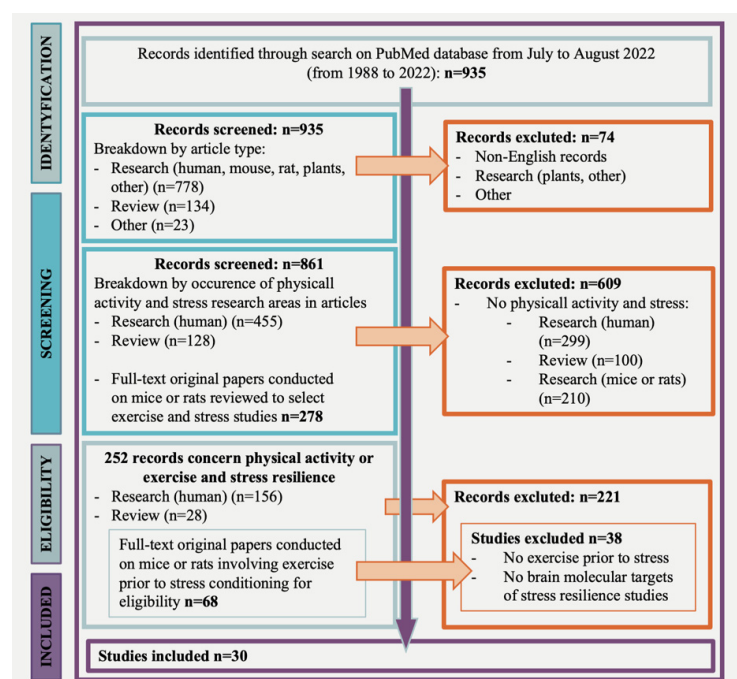 IDENTYFICATION
Records identified through search on PubMed database from July to August 2022
(from 1988 to 2022): n=935
Records screened: n=935
Breakdown by article type:
- Research (human, mouse, rat, plants,
other) (n=778)
- Review (n=134)
- Other (n=23)
Records excluted: n=74
- Non-English records
- Research (plants, other)
- Other
SCREENING
Records screened: n=861
Breakdown by occurence of physicall
activity and stress research areas in articles
- Research (human) (n=455)
- Review (n=128)
- Full-text original papers conducted
on mice or rats reviewed to select
exercise and stress studies n=278
Records excluted: n=609
- No physicall activity and stress:
- Research (human)
(n=299)
- Review (n=100)
- Research (mice or rats)
(n=210)
ELIGIBILITY
252 records concern physical activity or
exercise and stress resilience
- Research (human) (n=156)
- Review (n=28)
Full-text original papers conducted
on mice or rats involving exercise
prior to stress conditioning for
eligibility n=68
Records excluted: n=221
Studies excluted n=38
- No exercise prior to stress
- No brain molecular targets
of stress resilience studies
INCLUDED
Studies included n=30